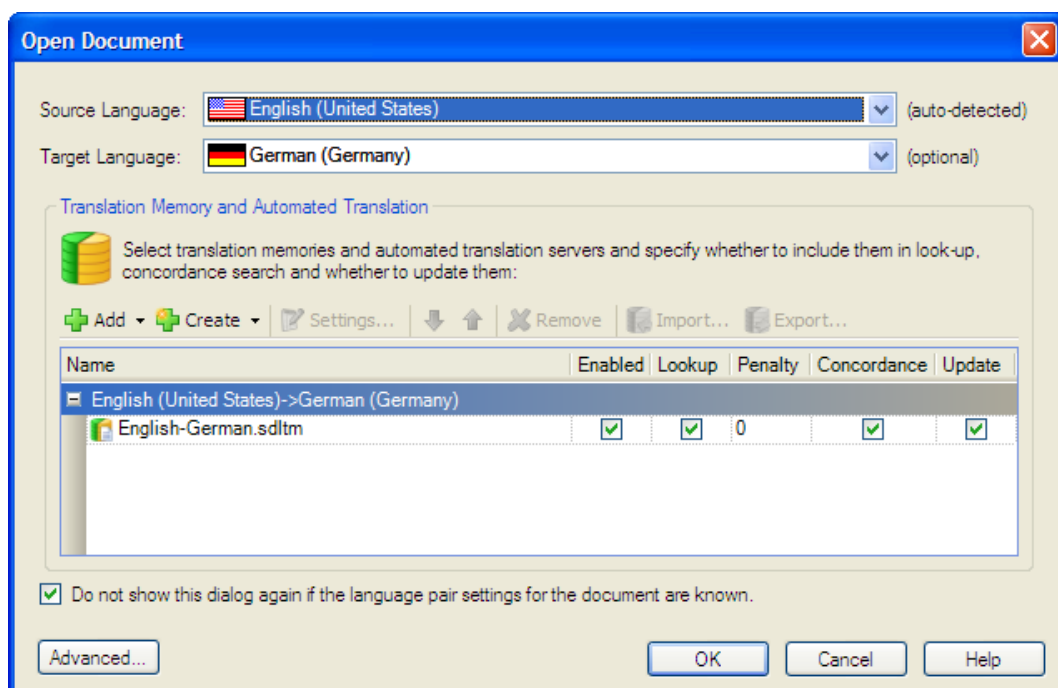 Open Document
Source Language: English (United States) (auto-detected)
Target Language: German (Germany) (optional)
Translation Memory and Automated Translation
Select translation memories and automated translation servers and specify whether to include them in look-up,
concordance search and whether to update them:
Add Create Settings... Remove Import... Export...
Name Enabled Lookup Penalty Concordance Update
English (United States)->German (Germany)
English-German.sdltm 0
Do not show this dialog again if the language pair settings for the document are known.
Advanced... OK Cancel Help